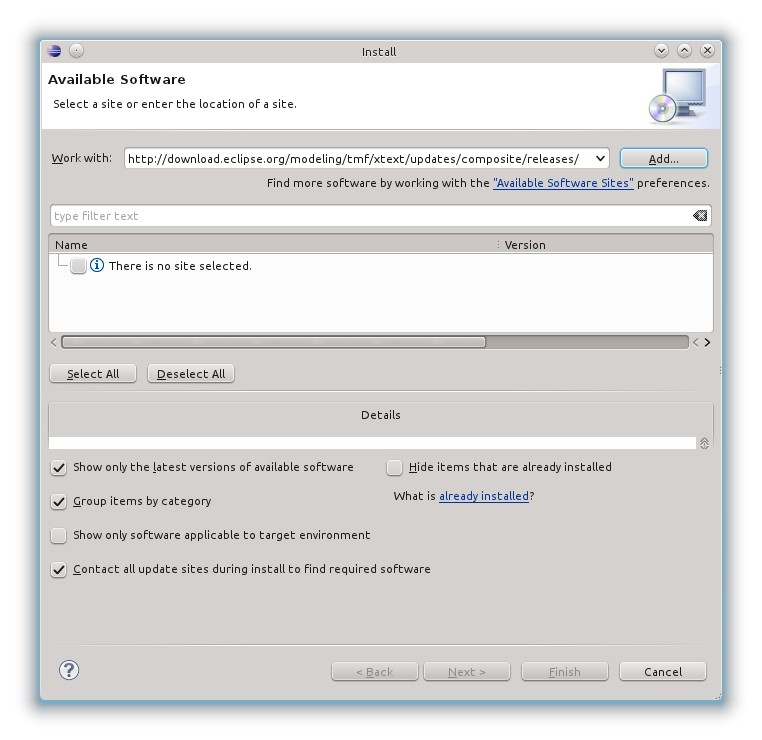 Install
Available Software
Select a site or enter the location of a site.
Work with: http://download.eclipse.org/modeling/tmf/xtext/updates/composite/releases/ Add...
Find more software by working with the "Available Software Sites" preferences.
type filter text
Name Version
There is no site selected.
Select All Deselect All
Details
Show only the latest versions of available software Hide items that are already installed
Group items by category What is already installed?
Show only software applicable to target environment
Contact all update sites during install to find required software
? < Back Next > Finish Cancel